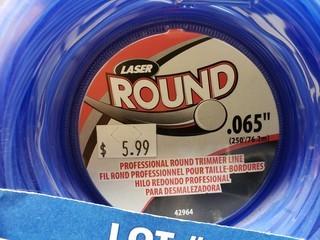 LASER
ROUND
.065"
(250'/76.2m)
$ 5.99
PROFESSIONAL ROUND TRIMMER LINE
FIL ROND PROFESSIONNEL POUR TAILLE-BORDURES
HILO REDONDO PROFESIONAL
PARA DESMALEZADORA
42964
LOT #